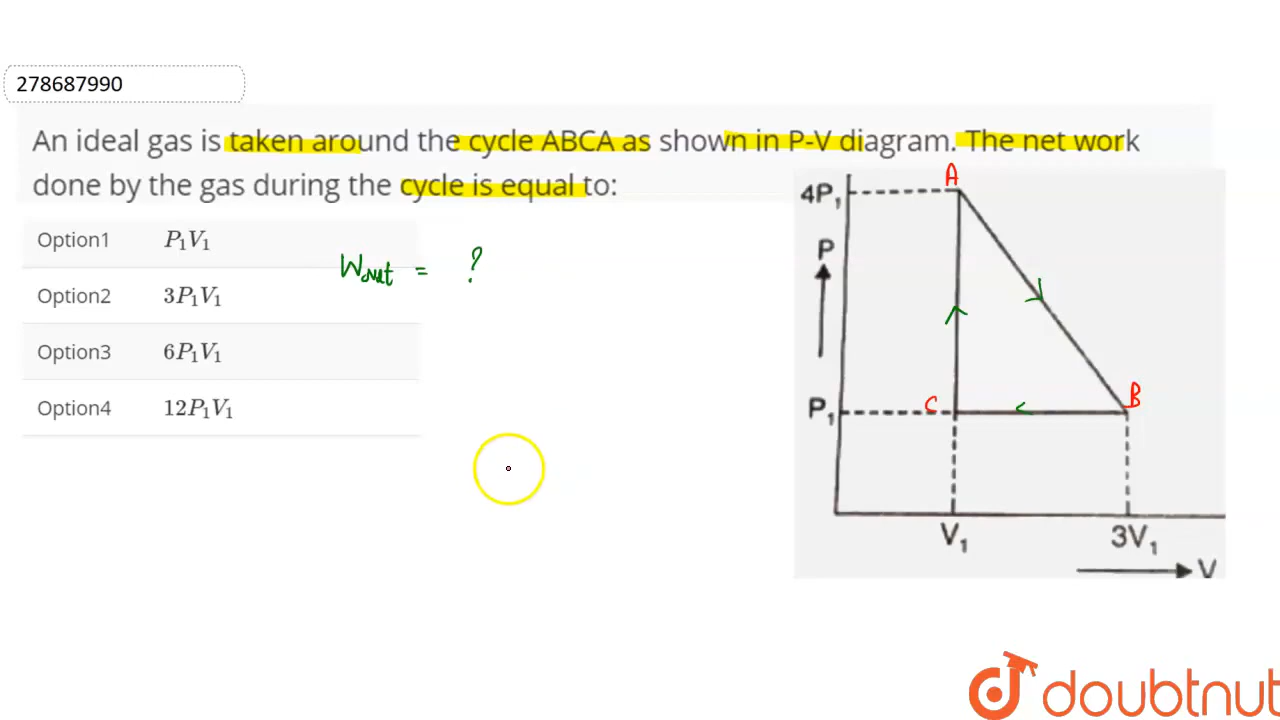 278687990
An ideal gas is taken around the cycle ABCA as shown in P-V diagram. The net work
done by the gas during the cycle is equal to:
Option1 P₁V₁
Option2 3P₁V₁
Option3 6P₁V₁
Option4 12P₁V₁
Wnet = ?
A
4P₁
P
B
C
P₁
V₁
3V₁
V
doubtnut